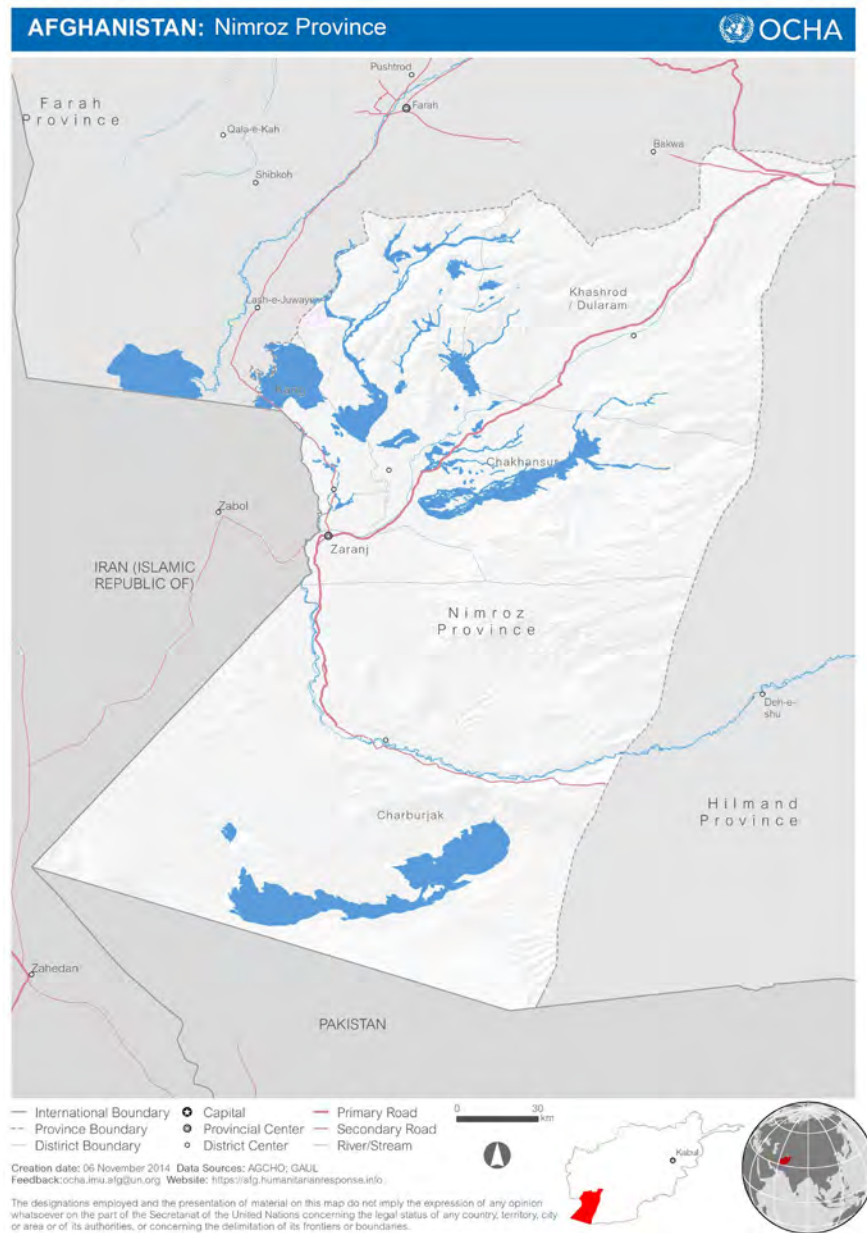 AFGHANISTAN: Nimroz Province
OCHA
Pushtrod
Farah
Province
Farah
Qala-e-Kah
Bakwa
Shibkoh
Khashrod
/ Dularam
Lash-e-Juwayn
Kang
Chakhansur
Zabol
Zaranj
IRAN (ISLAMIC
REPUBLIC OF)
Nimroz
Province
Deh-e-
shu
Hilmand
Province
Charburjak
Zahedan
PAKISTAN
International Boundary
Province Boundary
Distirict Boundary
Capital
Provincial Center
District Center
Primary Road
Secondary Road
River/Stream
0 30
km
Kabul
Creation date: 06 November 2014 Data Sources: AGCHO; GAUL
Feedback:ocha.imu.afg@un.org Website: https://afg.humanitarianresponse.info
The designations employed and the presentation of material on this map do not imply the expression of any opinion
whatsoever on the part of the Secretariat of the United Nations concerning the legal status of any country, territory, city
or area or of its authorities, or concerning the delimitation of its frontiers or boundaries.